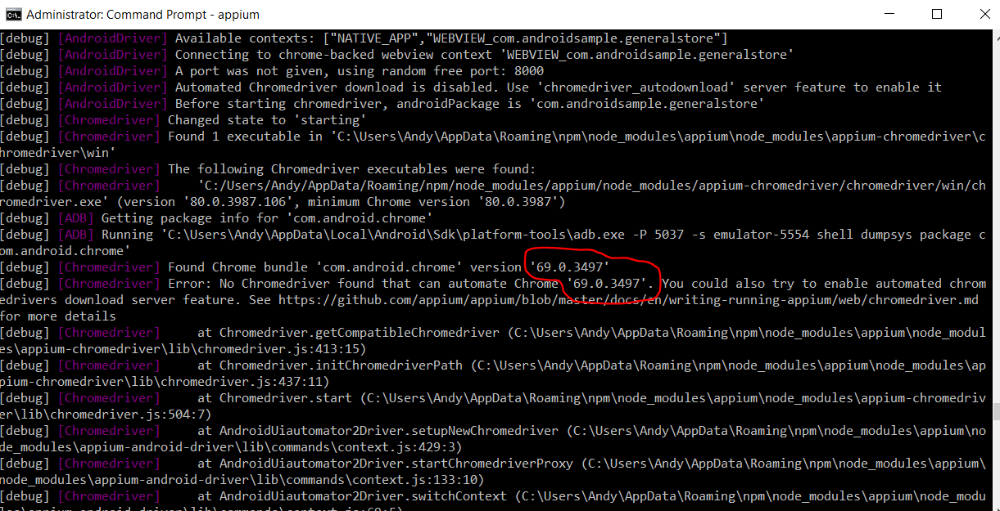 Administrator: Command Prompt - appium
[debug] [AndroidDriver] Available contexts: ["NATIVE_APP","WEBVIEW_com.androidsample.generalstore"]
[debug] [AndroidDriver] Connecting to chrome-backed webview context 'WEBVIEW_com.androidsample.generalstore'
[debug] [AndroidDriver] A port was not given, using random free port: 8000
[debug] [AndroidDriver] Automated Chromedriver download is disabled. Use 'chromedriver_autodownload' server feature to enable it
[debug] [AndroidDriver] Before starting chromedriver, androidPackage is 'com.androidsample.generalstore'
[debug] [Chromedriver] Changed state to 'starting'
[debug] [Chromedriver] Found 1 executable in 'C:\Users\Andy\AppData\Roaming\npm\node_modules\appium\node_modules\appium-chromedriver\c
hromedriver\win'
[debug] [Chromedriver] The following Chromedriver executables were found:
[debug] [Chromedriver]     'C:/Users/Andy/AppData/Roaming/npm/node_modules/appium/node_modules/appium-chromedriver/chromedriver/win/ch
romedriver.exe' (version '80.0.3987.106', minimum Chrome version '80.0.3987')
[debug] [ADB] Getting package info for 'com.android.chrome'
[debug] [ADB] Running 'C:\Users\Andy\AppData\Local\Android\Sdk\platform-tools\adb.exe -P 5037 -s emulator-5554 shell dumpsys package c
om.android.chrome'
[debug] [Chromedriver] Found Chrome bundle 'com.android.chrome' version '69.0.3497'
[debug] [Chromedriver] Error: No Chromedriver found that can automate Chrome '69.0.3497'. You could also try to enable automated chrom
edrivers download server feature. See https://github.com/appium/appium/blob/master/docs/en/writing-running-appium/web/chromedriver.md
for more details
[debug] [Chromedriver]     at Chromedriver.getCompatibleChromedriver (C:\Users\Andy\AppData\Roaming\npm\node_modules\appium\node_modul
es\appium-chromedriver\lib\chromedriver.js:413:15)
[debug] [Chromedriver]     at Chromedriver.initChromedriverPath (C:\Users\Andy\AppData\Roaming\npm\node_modules\appium\node_modules\ap
pium-chromedriver\lib\chromedriver.js:437:11)
[debug] [Chromedriver]     at Chromedriver.start (C:\Users\Andy\AppData\Roaming\npm\node_modules\appium\node_modules\appium-chromedriv
er\lib\chromedriver.js:504:7)
[debug] [Chromedriver]     at AndroidUiautomator2Driver.setupNewChromedriver (C:\Users\Andy\AppData\Roaming\npm\node_modules\appium\no
de_modules\appium-android-driver\lib\commands\context.js:429:3)
[debug] [Chromedriver]     at AndroidUiautomator2Driver.startChromedriverProxy (C:\Users\Andy\AppData\Roaming\npm\node_modules\appium\
node_modules\appium-android-driver\lib\commands\context.js:133:10)
[debug] [Chromedriver]     at AndroidUiautomator2Driver.switchContext (C:\Users\Andy\AppData\Roaming\npm\node_modules\appium\node_modu